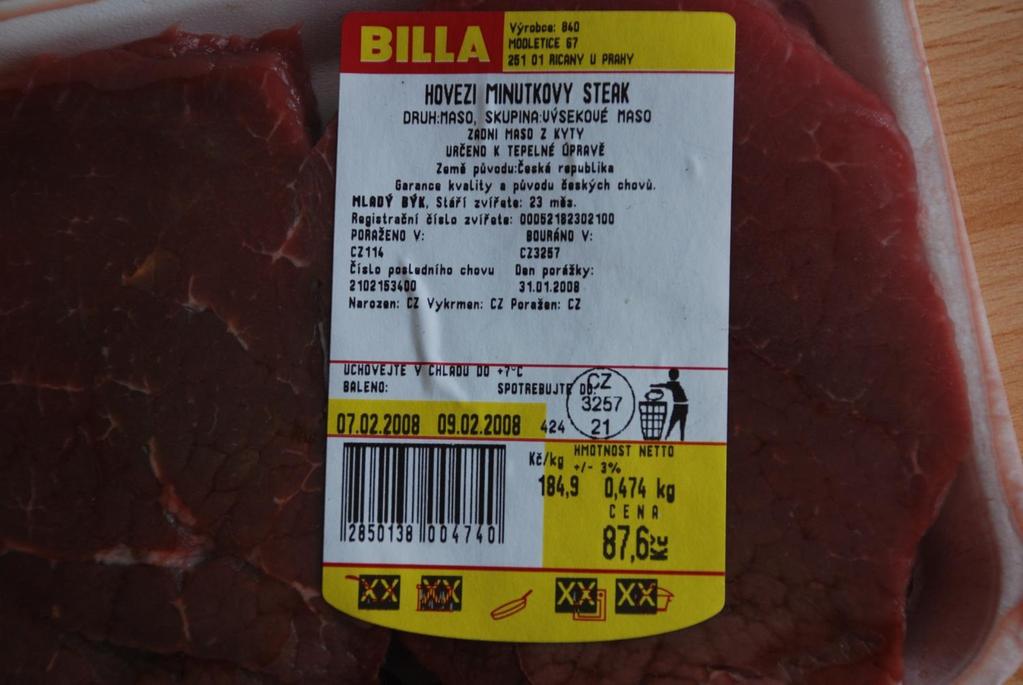 BILLA
Výrobce: 840
MODLETICE 67
251 01 RICANY U PRAHY
HOVEZI MINUTKOVY STEAK
DRUH:MASO, SKUPINA:VÝSEKOVÉ MASO
ZADNI MASO Z KYTY
URČENO K TEPELNÉ ÚPRAVĚ
Země původu:Česká republika
Garance kvality a původu českých chovů.
MLADÝ BÝK, Stáří zvířete: 23 měs.
Registrační číslo zvířete: 00052182302100
PORAŽENO V: BOURÁNO V:
CZ114 CZ3257
Číslo posledního chovu Den porážky:
2102153400 31.01.2008
Narozen: CZ Vykrmen: CZ Poražen: CZ
UCHOVEJTE V CHLADU DO +7°C
BALENO: SPOTREBUJTE DO:
07.02.2008 09.02.2008 424
CZ
3257
21
HMOTNOST NETTO
Kč/kg +/- 3%
184,9 0,474 kg
CENA
87,6 Kč
2850138 004740
XX XX XX XX